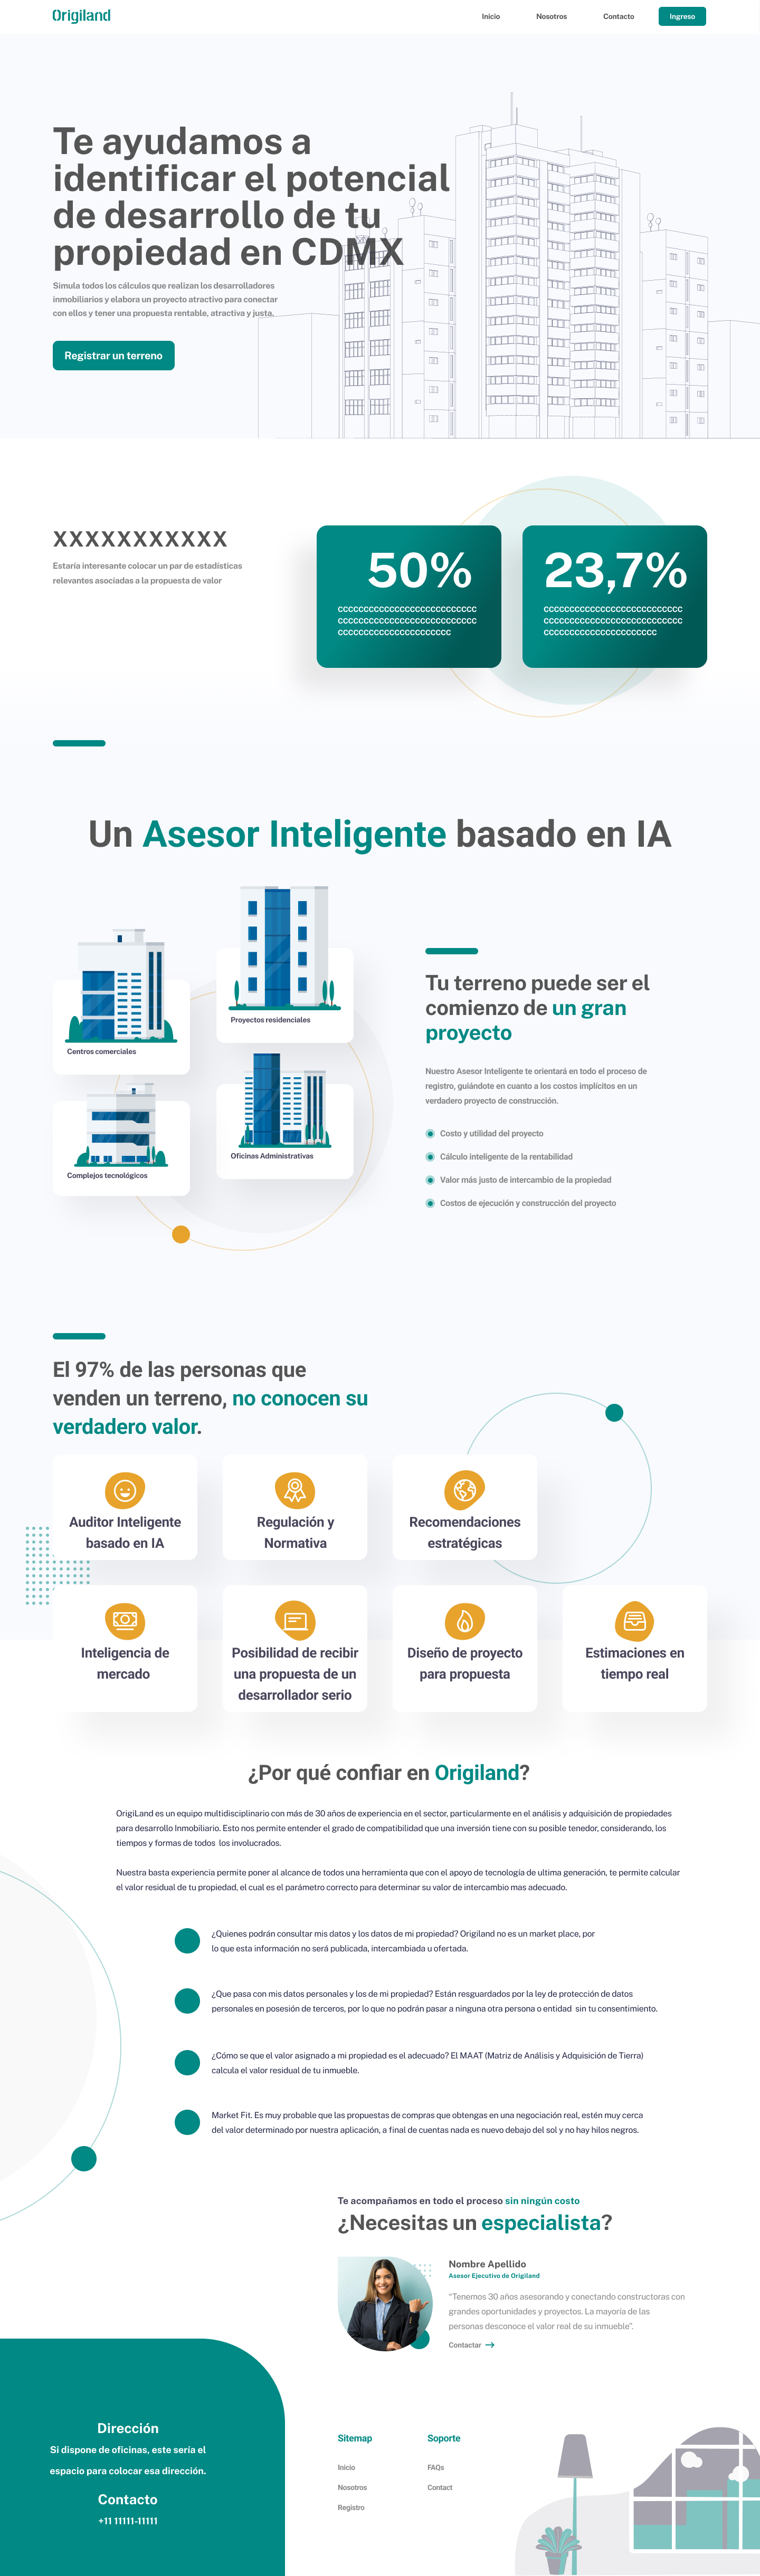 Origiland
Inicio
Nosotros
Contacto
Ingreso
Te ayudamos a
identificar el potencial
de desarrollo de tu
propiedad en CDMX
Simula todos los cálculos que realizan los desarrolladores
inmobiliarios y elabora un proyecto atractivo para conectar
con ellos y tener una propuesta rentable, atractiva y justa.
Registrar un terreno
XXXXXXXXXXX
Estaría interesante colocar un par de estadísticas
relevantes asociadas a la propuesta de valor
50%
23,7%
Un Asesor Inteligente basado en IA
Proyectos residenciales
Centros comerciales
Oficinas Administrativas
Complejos tecnológicos
Tu terreno puede ser el
comienzo de un gran
proyecto
Nuestro Asesor Inteligente te orientará en todo el proceso de
registro, guiándote en cuanto a los costos implícitos en un
verdadero proyecto de construcción.
Costo y utilidad del proyecto
Cálculo inteligente de la rentabilidad
Valor más justo de intercambio de la propiedad
Costos de ejecución y construcción del proyecto
El 97% de las personas que
venden un terreno, no conocen su
verdadero valor.
Auditor Inteligente
basado en IA
Regulación y
Normativa
Recomendaciones
estratégicas
Inteligencia de
mercado
Posibilidad de recibir
una propuesta de un
desarrollador serio
Diseño de proyecto
para propuesta
Estimaciones en
tiempo real
¿Por qué confiar en Origiland?
OrigiLand es un equipo multidisciplinario con más de 30 años de experiencia en el sector, particularmente en el análisis y adquisición de propiedades
para desarrollo Inmobiliario. Esto nos permite entender el grado de compatibilidad que una inversión tiene con su posible tenedor, considerando, los
tiempos y formas de todos los involucrados.
Nuestra basta experiencia permite poner al alcance de todos una herramienta que con el apoyo de tecnología de ultima generación, te permite calcular
el valor residual de tu propiedad, el cual es el parámetro correcto para determinar su valor de intercambio mas adecuado.
¿Quienes podrán consultar mis datos y los datos de mi propiedad? Origiland no es un market place, por
lo que esta información no será publicada, intercambiada u ofertada.
¿Que pasa con mis datos personales y los de mi propiedad? Están resguardados por la ley de protección de datos
personales en posesión de terceros, por lo que no podrán pasar a ninguna otra persona o entidad sin tu consentimiento.
¿Cómo se que el valor asignado a mi propiedad es el adecuado? El MAAT (Matriz de Análisis y Adquisición de Tierra)
calcula el valor residual de tu inmueble.
Market Fit. Es muy probable que las propuestas de compras que obtengas en una negociación real, estén muy cerca
del valor determinado por nuestra aplicación, a final de cuentas nada es nuevo debajo del sol y no hay hilos negros.
Te acompañamos en todo el proceso sin ningún costo
¿Necesitas un especialista?
Nombre Apellido
Asesor Ejecutivo de Origiland
"Tenemos 30 años asesorando y conectando constructoras con
grandes oportunidades y proyectos. La mayoría de las
personas desconoce el valor real de su inmueble".
Contactar
Dirección
Si dispone de oficinas, este sería el
espacio para colocar esa dirección.
Contacto
+11 11111-11111
Sitemap
Inicio
Nosotros
Registro
Soporte
FAQs
Contact